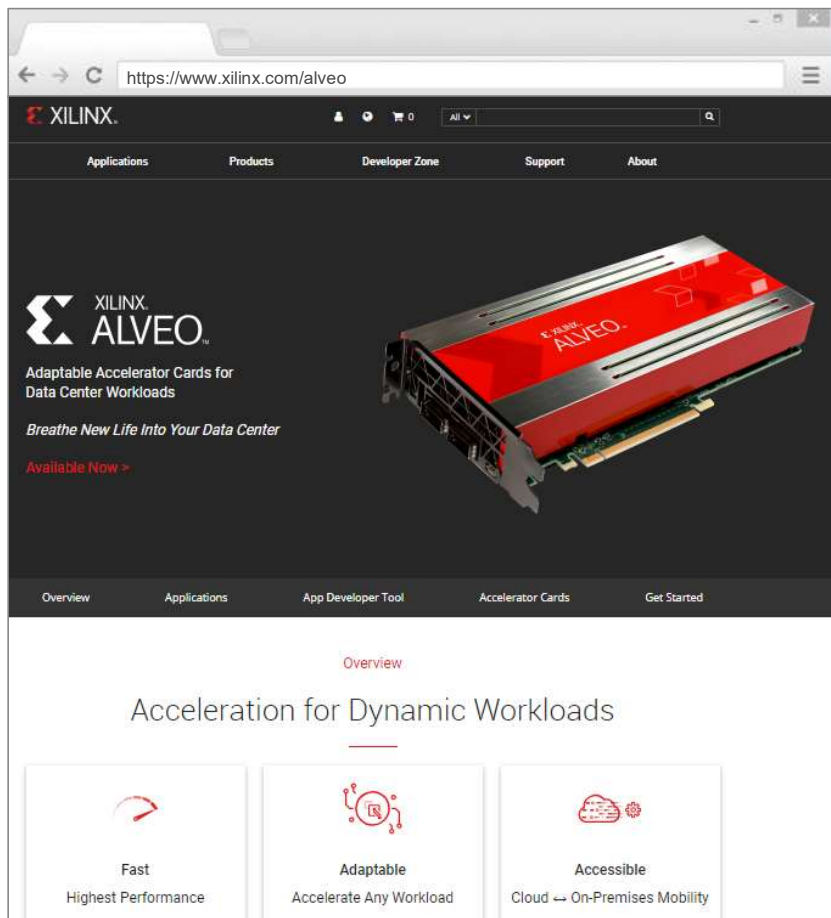 https://www.xilinx.com/alveo
XILINX.
0
All
Applications Products Developer Zone Support About
XILINX.
ALVEO™
Adaptable Accelerator Cards for
Data Center Workloads
Breathe New Life Into Your Data Center
Available Now >
XILINX.
ALVEO.
Overview Applications App Developer Tool Accelerator Cards Get Started
Overview
Acceleration for Dynamic Workloads
Fast
Highest Performance
Adaptable
Accelerate Any Workload
Accessible
Cloud ↔ On-Premises Mobility